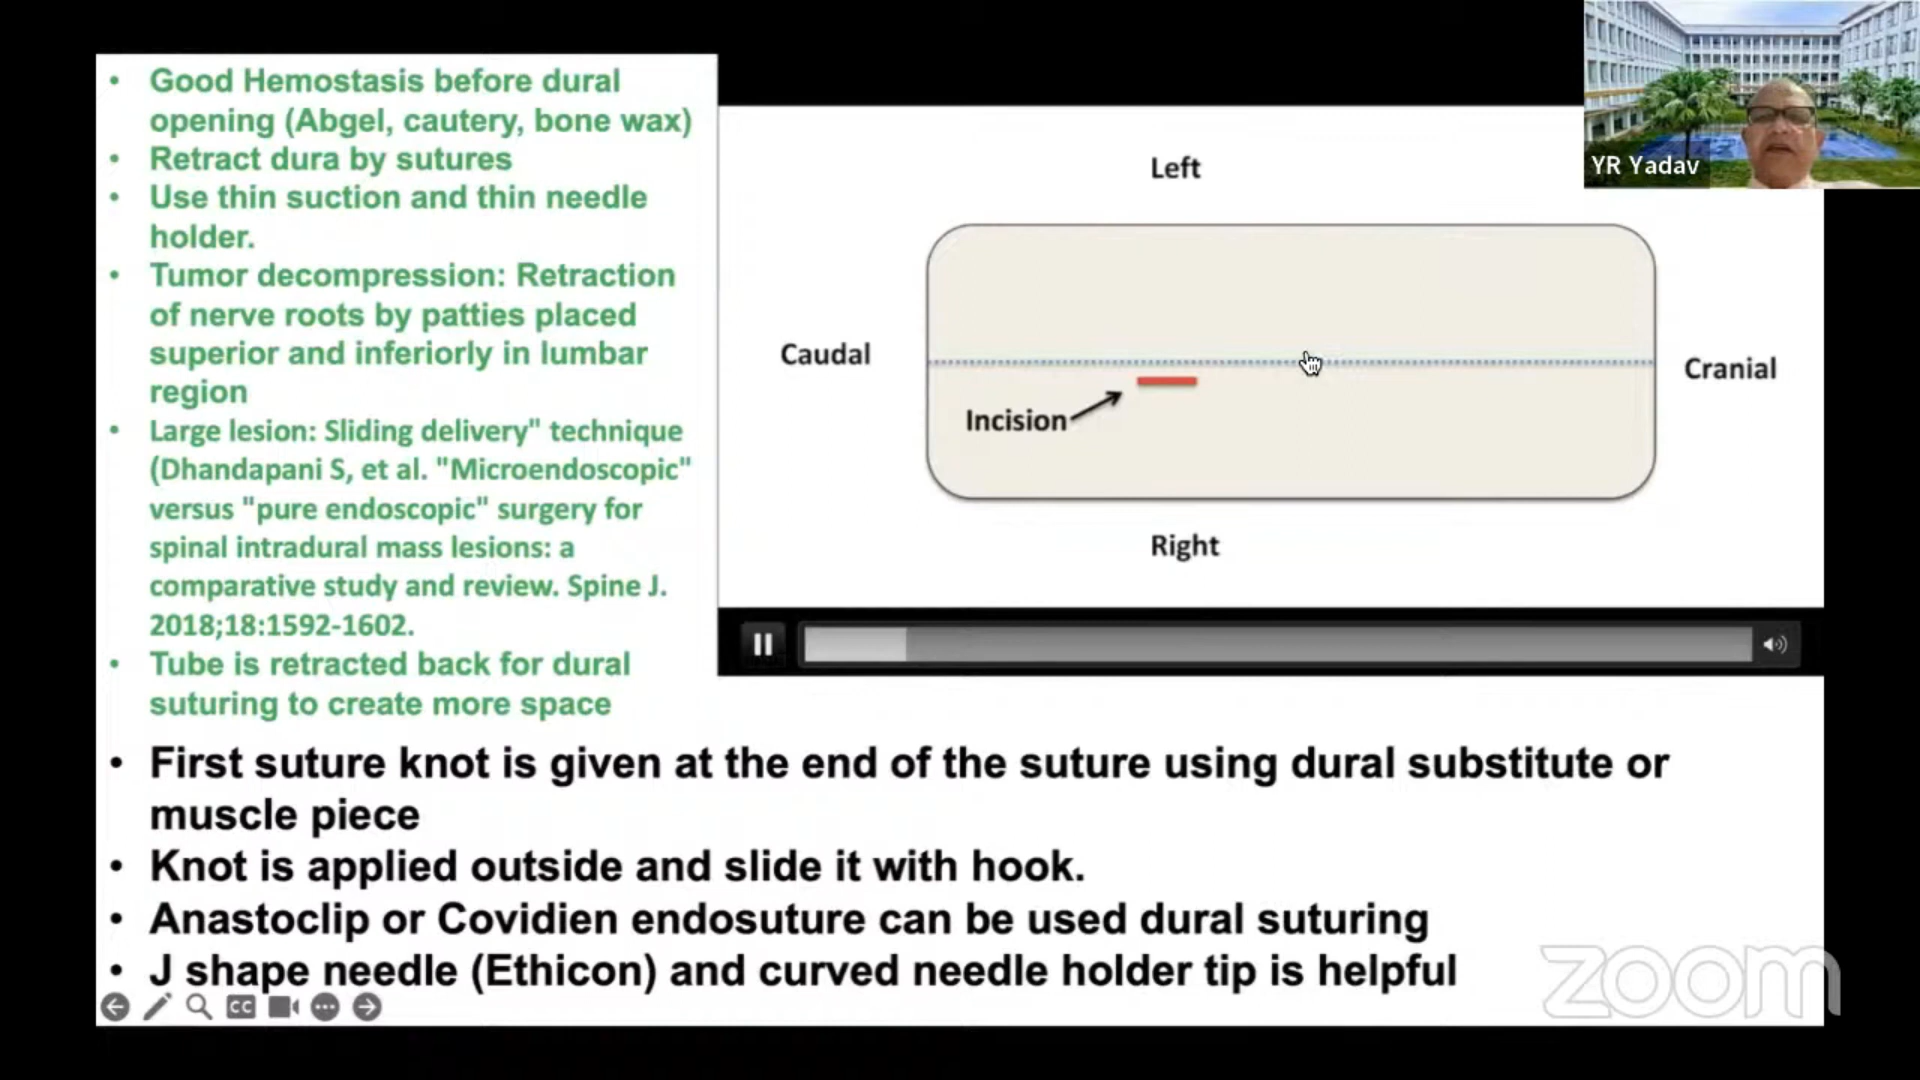 • Good Hemostasis before dural
opening (Abgel, cautery, bone wax)
• Retract dura by sutures
• Use thin suction and thin needle
holder.
• Tumor decompression: Retraction
of nerve roots by patties placed
superior and inferiorly in lumbar
region
• Large lesion: Sliding delivery" technique
(Dhandapani S, et al. "Microendoscopic"
versus "pure endoscopic" surgery for
spinal intradural mass lesions: a
comparative study and review. Spine J.
2018;18:1592-1602.
• Tube is retracted back for dural
suturing to create more space
Left
Caudal
Cranial
Incision
Right
YR Yadav
• First suture knot is given at the end of the suture using dural substitute or
muscle piece
• Knot is applied outside and slide it with hook.
• Anastoclip or Covidien endosuture can be used dural suturing
• J shape needle (Ethicon) and curved needle holder tip is helpful
CC
zoom